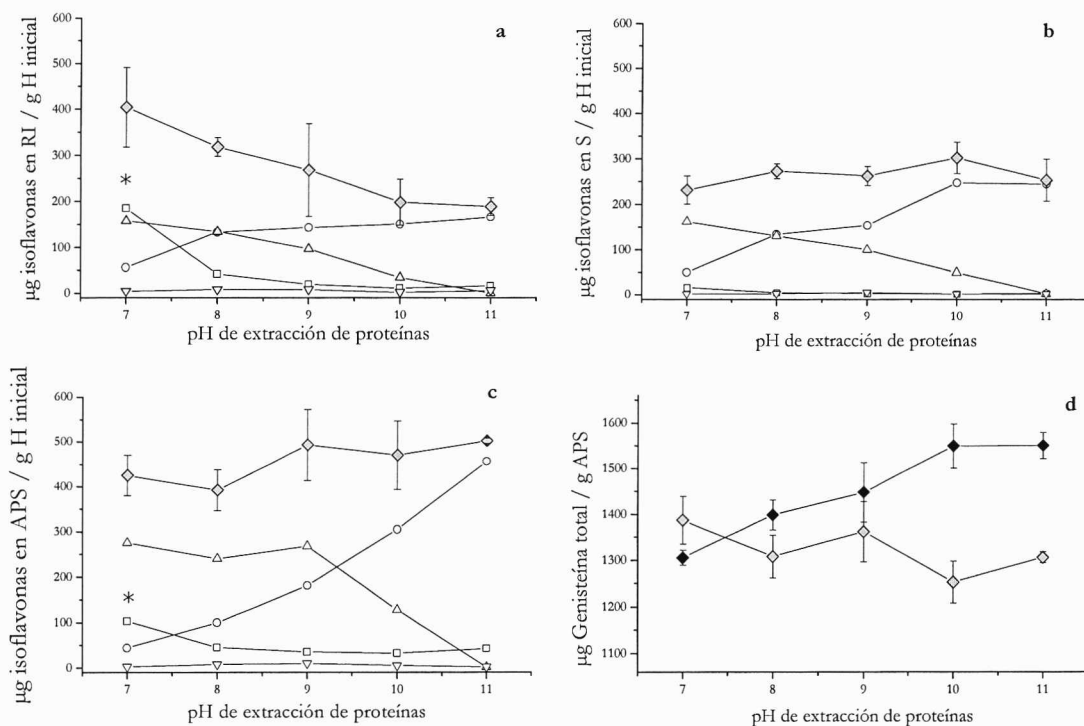 a
600
500
400
300
200
100
0
*
7 8 9 10 11
µg isoflavonas en RI / g H inicial
pH de extracción de proteínas
b
600
500
400
300
200
100
0
7 8 9 10 11
µg isoflavonas en S / g H inicial
pH de extracción de proteínas
c
600
500
400
300
200
100
0
*
7 8 9 10 11
µg isoflavonas en APS / g H inicial
pH de extracción de proteínas
d
1600
1500
1400
1300
1200
1100
7 8 9 10 11
µg Genisteína total / g APS
pH de extracción de proteínas